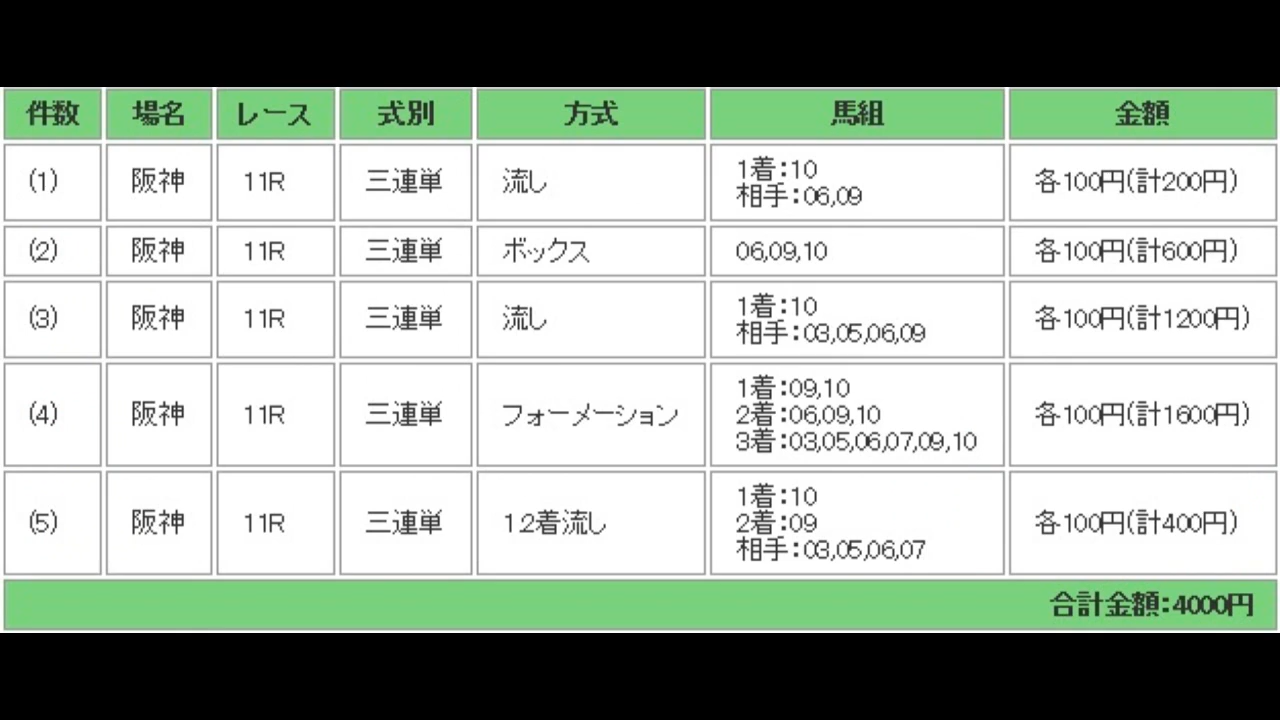 件数 場名 レース 式別 方式 馬組 金額
(1) 阪神 11R 三連単 流し 1着:10 各100円(計200円)
相手:06,09
(2) 阪神 11R 三連単 ボックス 06,09,10 各100円(計600円)
(3) 阪神 11R 三連単 流し 1着:10 各100円(計1200円)
相手:03,05,06,09
(4) 阪神 11R 三連単 フォーメーション 1着:09,10 各100円(計1600円)
2着:06,09,10
3着:03,05,06,07,09,10
(5) 阪神 11R 三連単 12着流し 1着:10 各100円(計400円)
2着:09
相手:03,05,06,07
合計金額:4000円